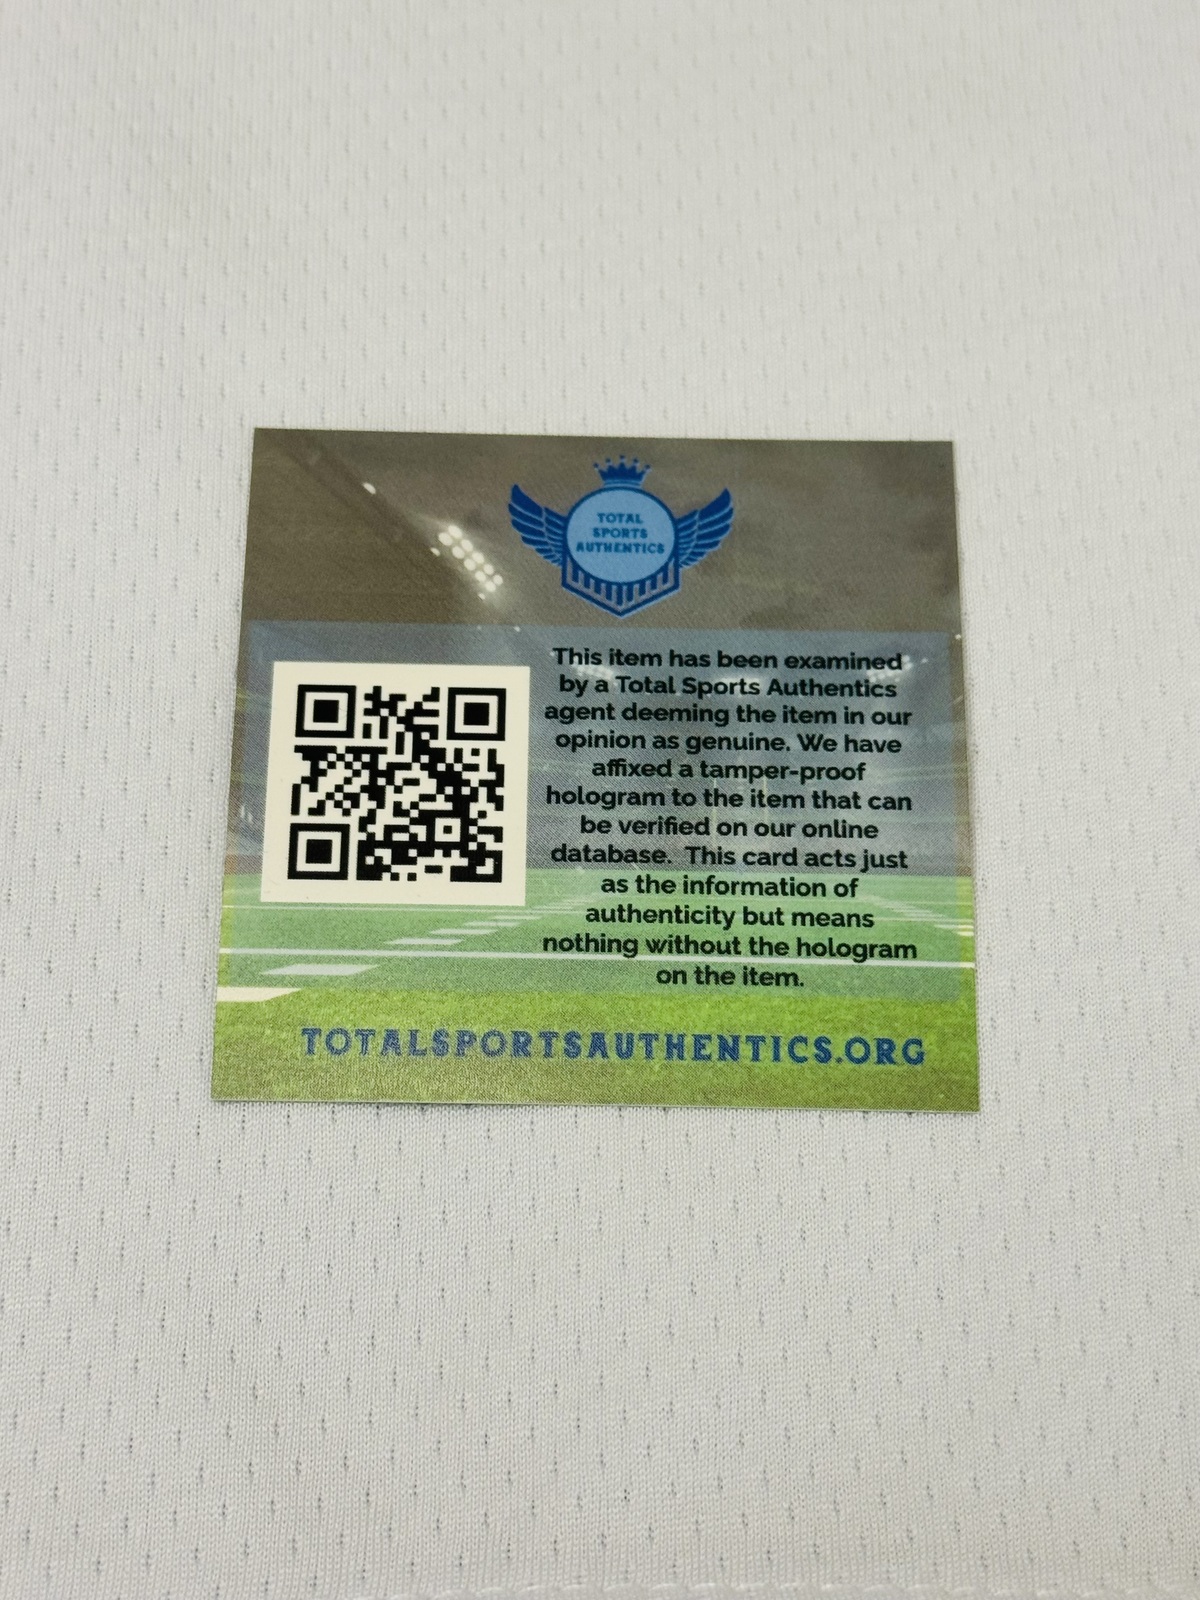 TOTAL
SPORTS
AUTHENTICS
This item has been examined
by a Total Sports Authentics
agent deeming the item in our
opinion as genuine. We have
affixed a tamper-proof
hologram to the item that can
be verified on our online
database. This card acts just
as the information of
authenticity but means
nothing without the hologram
on the item.
TOTALSPORTSAUTHENTICS.ORG